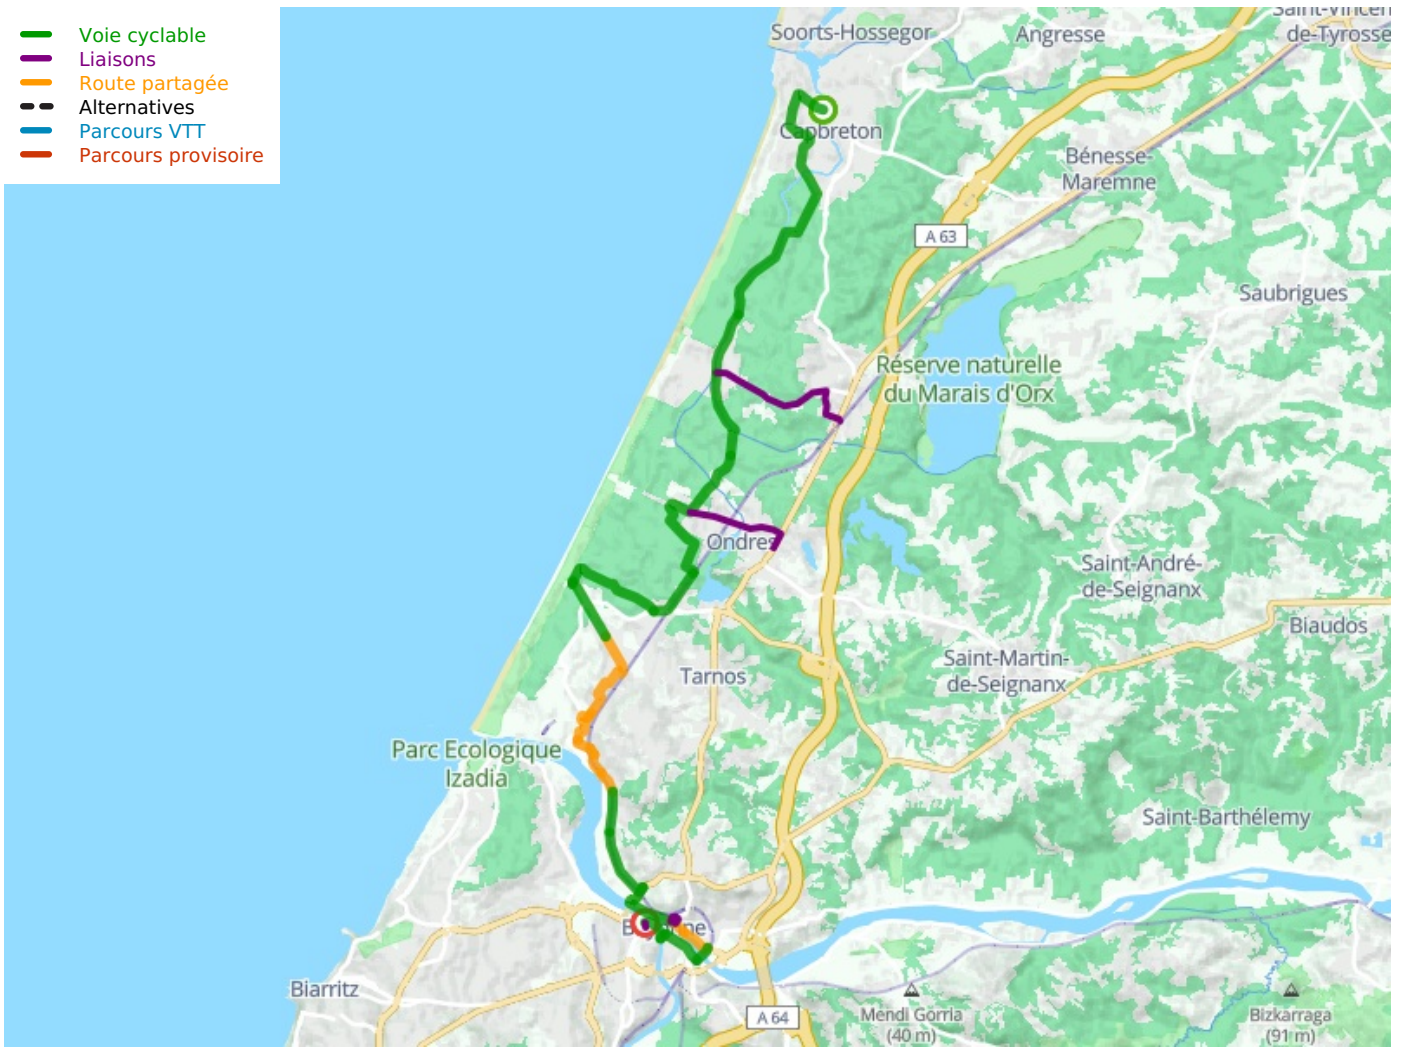 Voie cyclable
Liaisons
Route partagée
Alternatives
Parcours VTT
Parcours provisoire
Soorts-Hossegor
Angresse
de-Tyrosse
Capbreton
Bénesse-
Maremne
A 63
Saubrigues
Réserve naturelle
du Marais d'Orx
Ondres
Saint-André-
de-Seignanx
Biaudos
Saint-Martin-
de-Seignanx
Tarnos
Parc Ecologique
Izadia
Saint-Barthélemy
Biarritz
A 64
Mendi Gorria
(40 m)
Bizkarraga
(91 m)